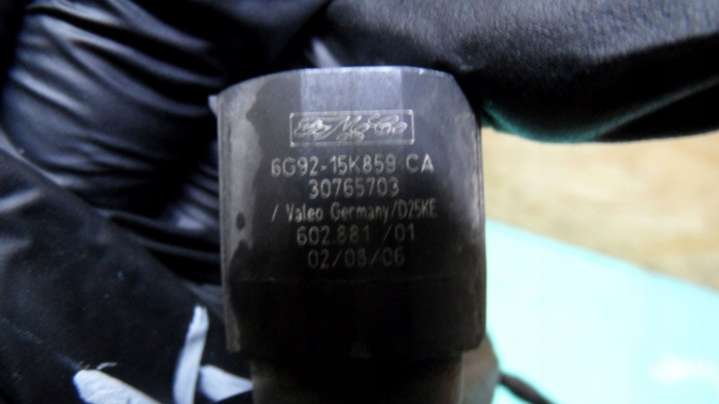 6G92-15K859 CA
30765703
/ Valeo Germany/D25KE
602.881 /01
02/08/06